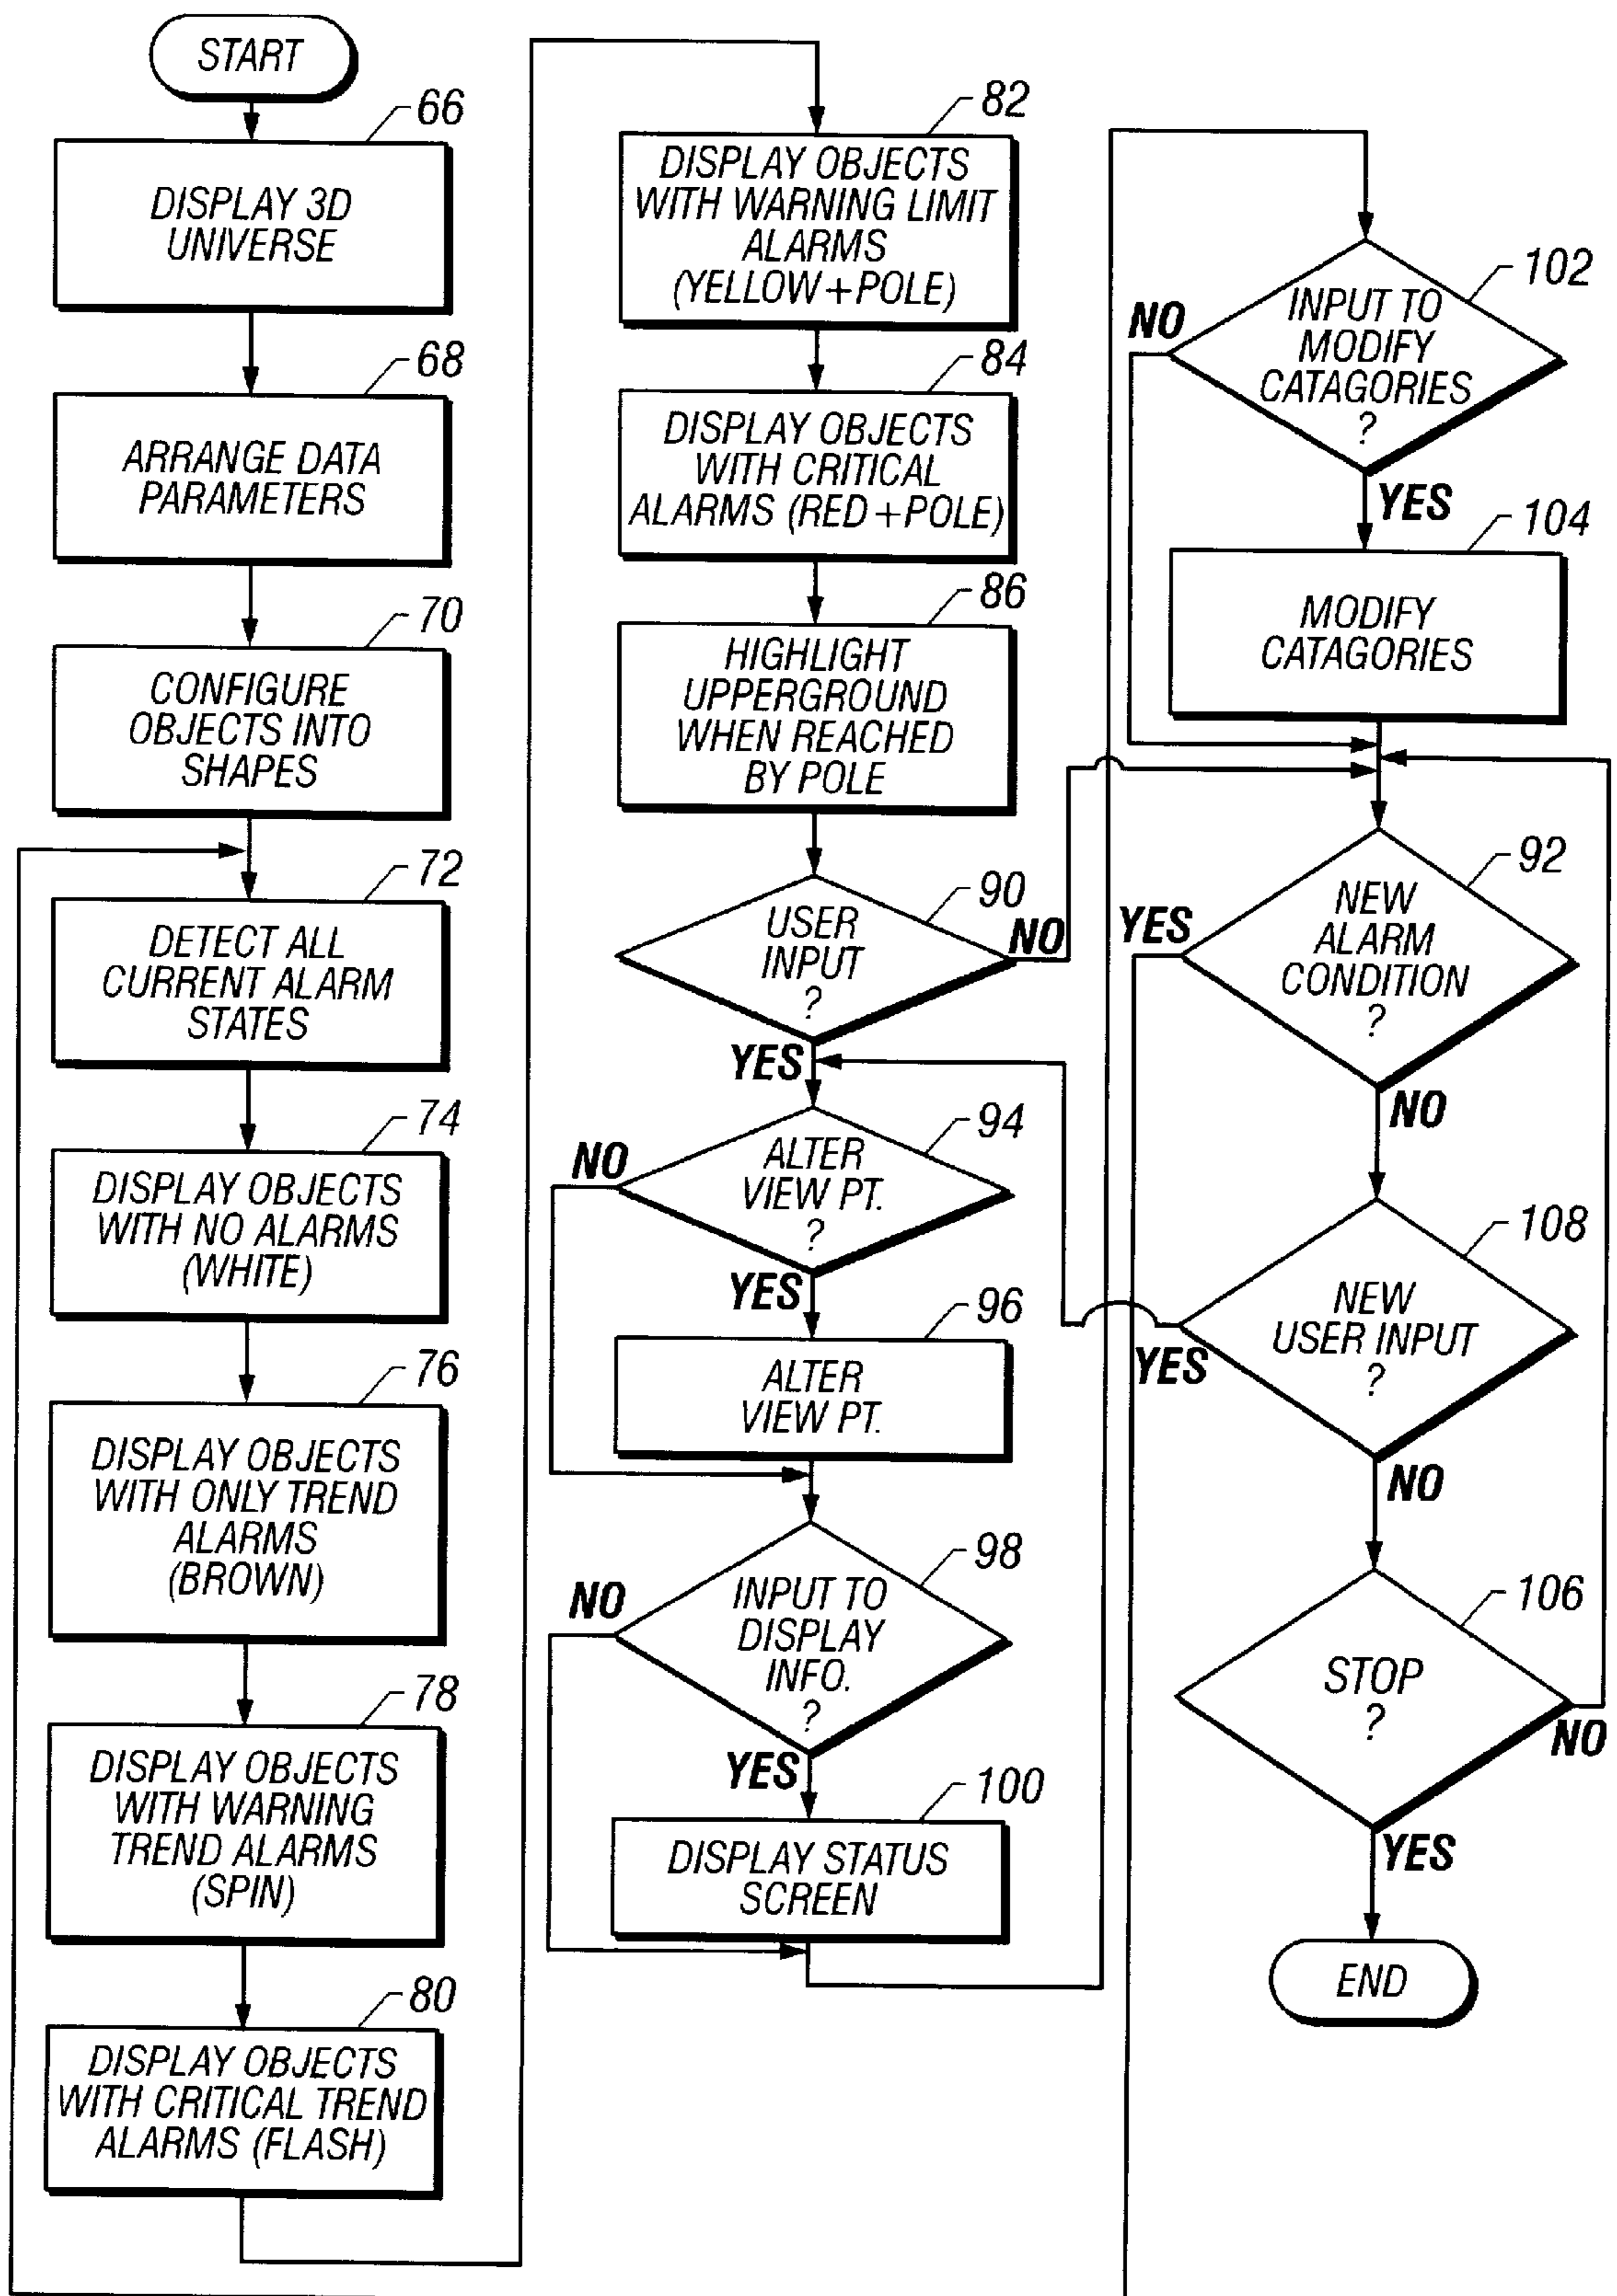 START
66
DISPLAY 3D
UNIVERSE
68
ARRANGE DATA
PARAMETERS
70
CONFIGURE
OBJECTS INTO
SHAPES
72
DETECT ALL
CURRENT ALARM
STATES
74
DISPLAY OBJECTS
WITH NO ALARMS
(WHITE)
76
DISPLAY OBJECTS
WITH ONLY TREND
ALARMS
(BROWN)
78
DISPLAY OBJECTS
WITH WARNING
TREND ALARMS
(SPIN)
80
DISPLAY OBJECTS
WITH CRITICAL TREND
ALARMS (FLASH)
82
DISPLAY OBJECTS
WITH WARNING LIMIT
ALARMS
(YELLOW+POLE)
84
DISPLAY OBJECTS
WITH CRITICAL
ALARMS (RED+POLE)
86
HIGHLIGHT
UPPERGROUND
WHEN REACHED
BY POLE
90
USER
INPUT
?
NO
YES
94
ALTER
VIEW PT.
?
NO
YES
96
ALTER
VIEW PT.
98
INPUT TO
DISPLAY
INFO.
?
NO
YES
100
DISPLAY STATUS
SCREEN
102
INPUT TO
MODIFY
CATAGORIES
?
NO
YES
104
MODIFY
CATAGORIES
92
NEW
ALARM
CONDITION
?
YES
NO
108
NEW
USER INPUT
?
YES
NO
106
STOP
?
NO
YES
END